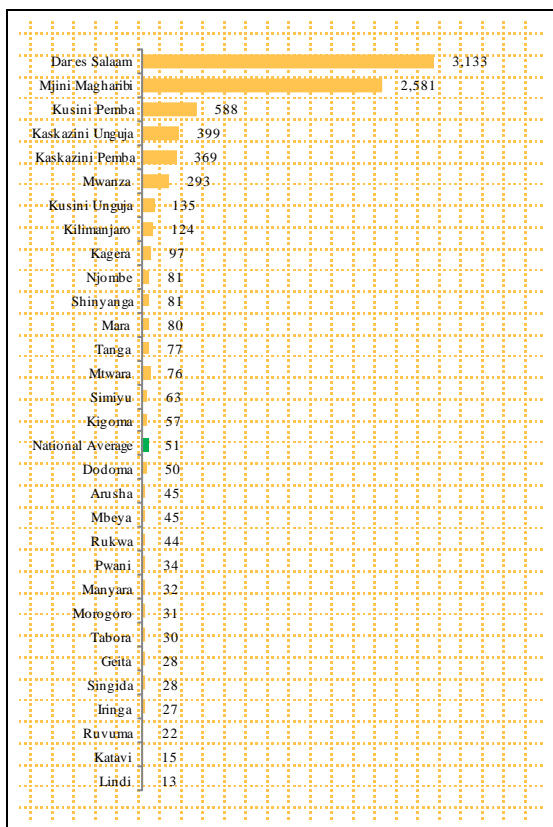 Dar es Salaam 3,133
Mjini Magharibi 2,581
Kusini Pemba 588
Kaskazini Unguja 399
Kaskazini Pemba 369
Mwanza 293
Kusini Unguja 135
Kilimanjaro 124
Kagera 97
Njombe 81
Shinyanga 81
Mara 80
Tanga 77
Mtwara 76
Simiyu 63
Kigoma 57
National Average 51
Dodoma 50
Arusha 45
Mbeya 45
Rukwa 44
Pwani 34
Manyara 32
Morogoro 31
Tabora 30
Geita 28
Singida 28
Iringa 27
Ruvuma 22
Katavi 15
Lindi 13